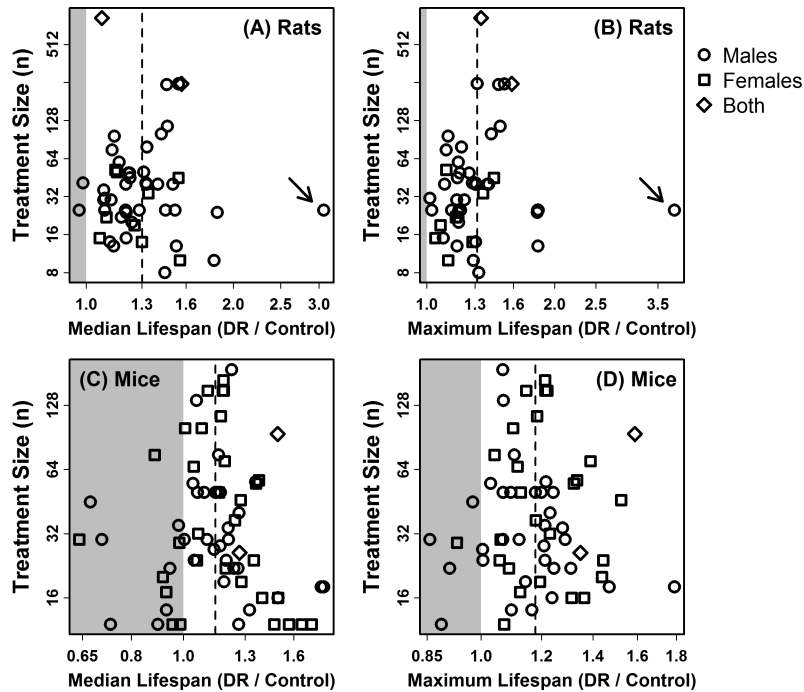 (A) Rats
(B) Rats
Males
Females
Both
Treatment Size (n)
512
128
64
32
16
8
1.0
1.3
1.6
2.0
2.5
3.0
Median Lifespan (DR / Control)
Treatment Size (n)
512
128
64
32
16
8
1.0
1.3
1.6
2.0
2.5
3.5
Maximum Lifespan (DR / Control)
(C) Mice
(D) Mice
Treatment Size (n)
128
64
32
16
0.65
0.8
1.0
1.3
1.6
Median Lifespan (DR / Control)
Treatment Size (n)
128
64
32
16
0.85
1.0
1.2
1.4
1.6
1.8
Maximum Lifespan (DR / Control)